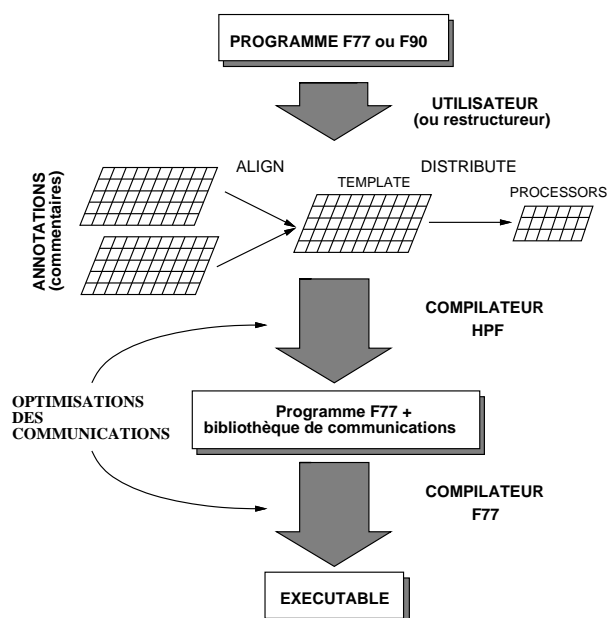 PROGRAMME F77 ou F90
UTILISATEUR
(ou restructureur)
ALIGN
DISTRIBUTE
TEMPLATE
PROCESSORS
ANNOTATIONS
(commentaires)
COMPILATEUR
HPF
OPTIMISATIONS
DES
COMMUNICATIONS
Programme F77 +
bibliothèque de communications
COMPILATEUR
F77
EXECUTABLE